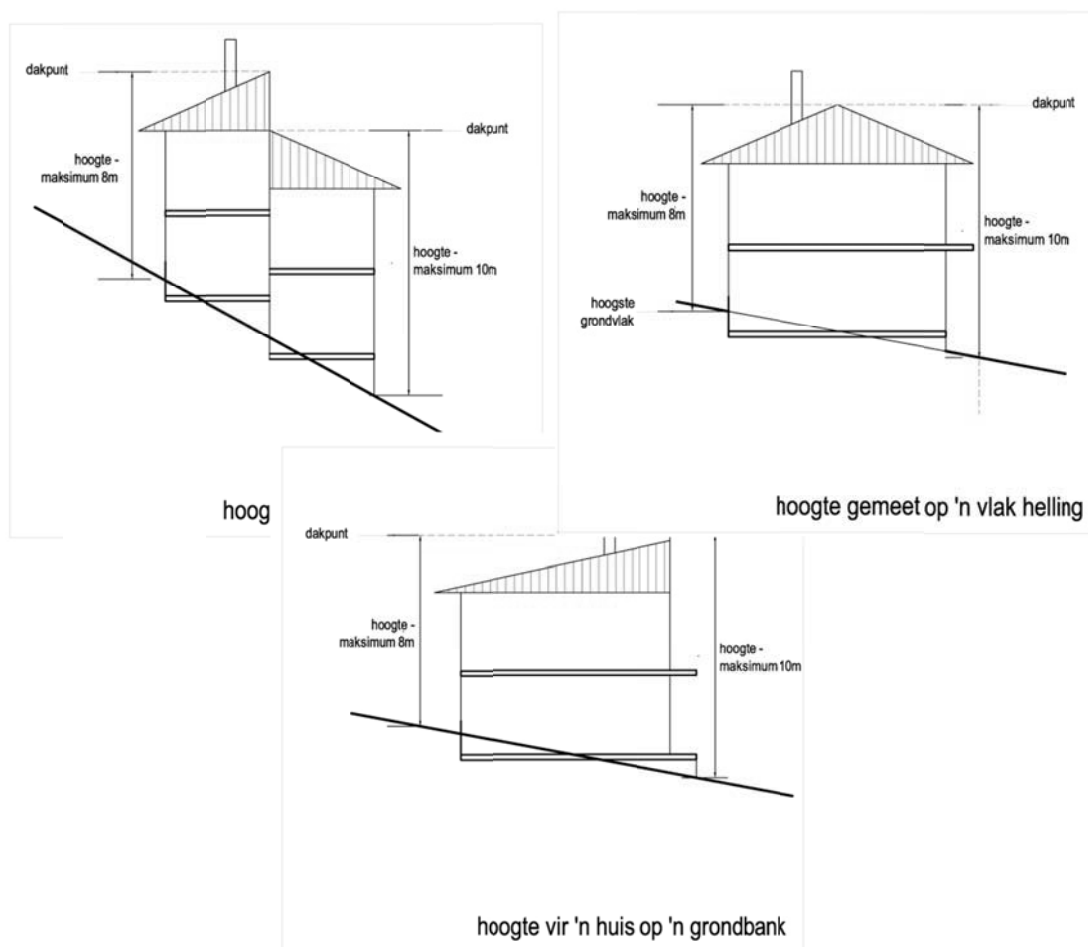 dakpunt
dakpunt
hoogte -
maksimum 8m
hoogte -
maksimum 10m
hoog
dakpunt
hoogte -
maksimum 8m
hoogte -
maksimum 10m
hoogste
grondvlak
hoogte gemeet op 'n vlak helling
dakpunt
hoogte -
maksimum 8m
hoogte -
maksimum 10m
hoogte vir 'n huis op 'n grondbank